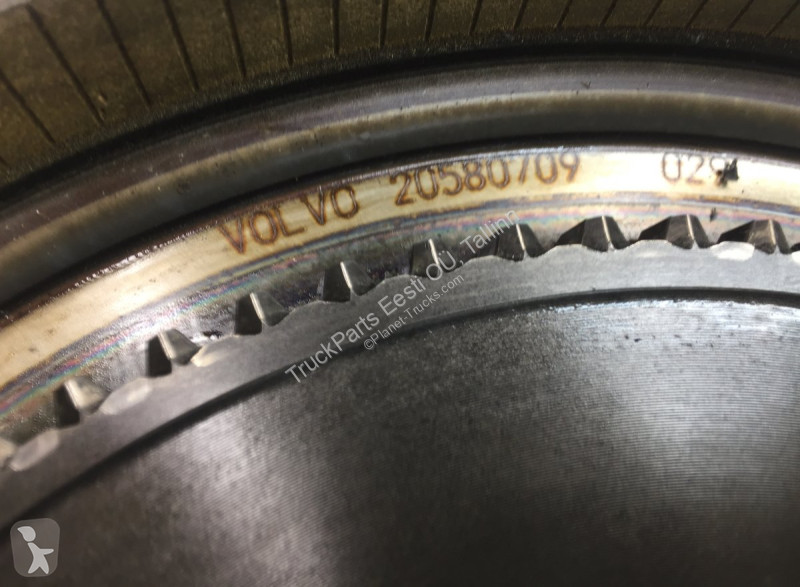 VOLVO 20580709 029
TruckParts Eesti OÜ, Tallinn
©Planet-Trucks.com